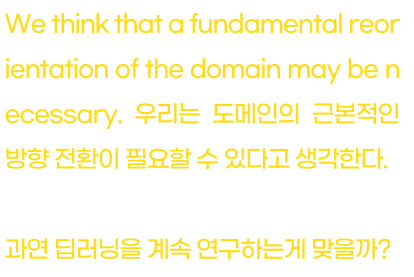 We think that a fundamental reor
ientation of the domain may be n
ecessary. 우리는 도메인의 근본적인
방향 전환이 필요할 수 있다고 생각한다.
과연 딥러닝을 계속 연구하는게 맞을까?